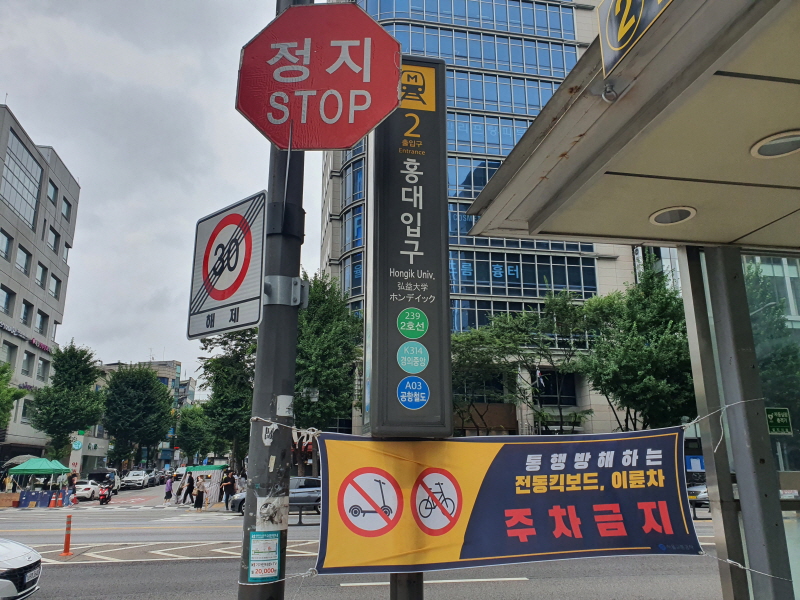 정지
STOP
30
해제
M
2
출입구
Entrance
홍대입구
Hongik Univ.
弘益大学
ホンデイック
239
2호선
K314
경의중앙
A03
공항철도
통행방해하는
전동킥보드, 이륜차
주차금지
20,000
2